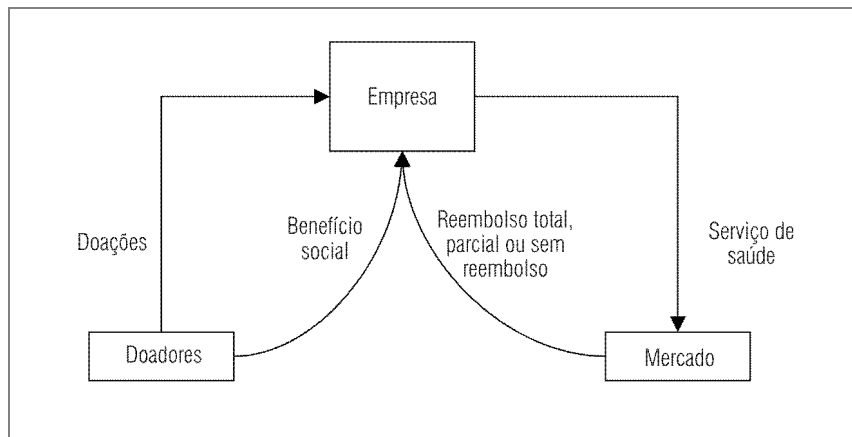 Empresa
Doações
Benefício
social
Reembolso total,
parcial ou sem
reembolso
Serviço de
saúde
Doadores
Mercado